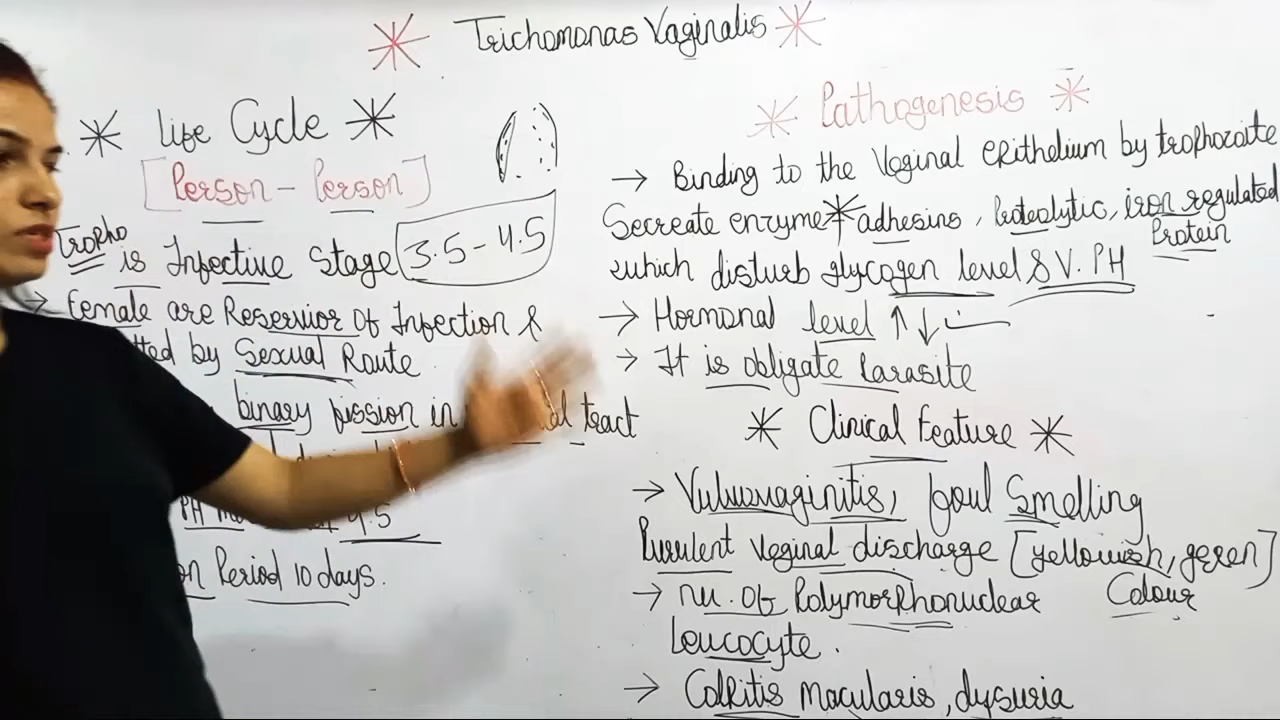 Trichomonas Vaginalis
Life Cycle
[Person - Person]
Tropho
is Infective Stage
3.5 - 4.5
Female are Reservior of Infection &
by Sexual Route
binary fission in tract
PH 4.5
Period 10 days.
Pathogenesis
→ Binding to the Vaginal epithelium by trophozoite
Secreate enzyme adhesins, Proteolytic, iron regulated
Protein
which disturb glycogen level & V. PH
→ Hormonal level ↑ ↓
→ It is obligate Parasite
Clinical Feature
→ Vulvovaginitis, foul Smelling
Purulent Vaginal discharge [yellowish, green]
Colour
→ nu. of Polymorphonuclear
Leucocyte.
→ Colpitis Macularis, dysuria